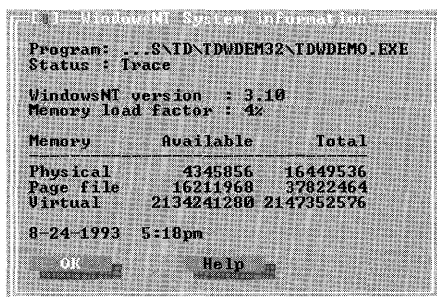 WindowsNT System Information
Program: ...S\TD\TDWDEM32\TDWDEMO.EXE
Status : Trace
WindowsNT version : 3.10
Memory load factor : 4%
Memory Available Total
Physical 4345856 16449536
Page file 16211968 37822464
Virtual 2134241280 2147352576
8-24-1993 5:18pm
OK Help